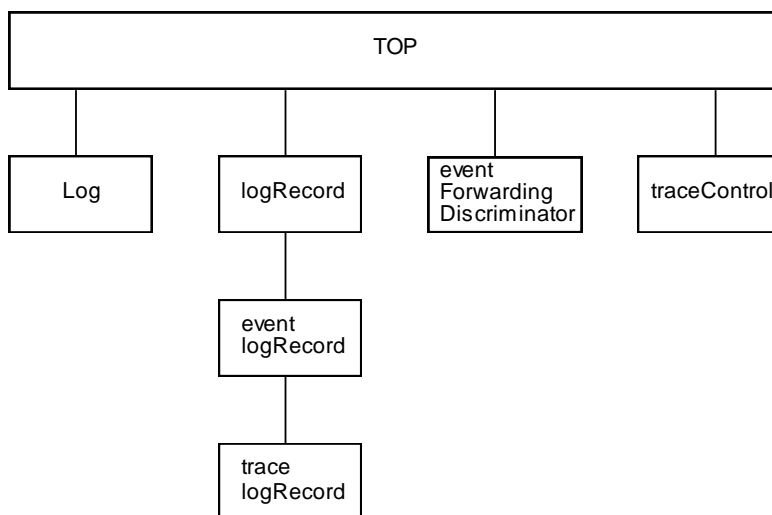 TOP
Log
logRecord
event
Forwarding
Discriminator
traceControl
event
logRecord
trace
logRecord